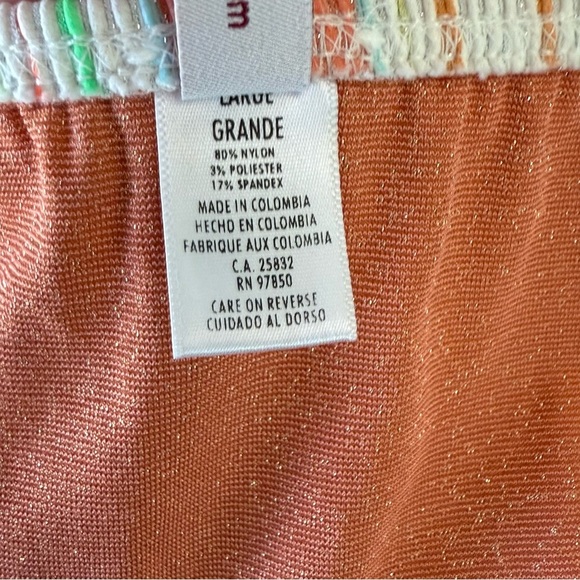 LARGE
GRANDE
80% NYLON
3% POLIESTER
17% SPANDEX
MADE IN COLOMBIA
HECHO EN COLOMBIA
FABRIQUE AUX COLOMBIA
C.A. 25832
RN 97850
CARE ON REVERSE
CUIDADO AL DORSO